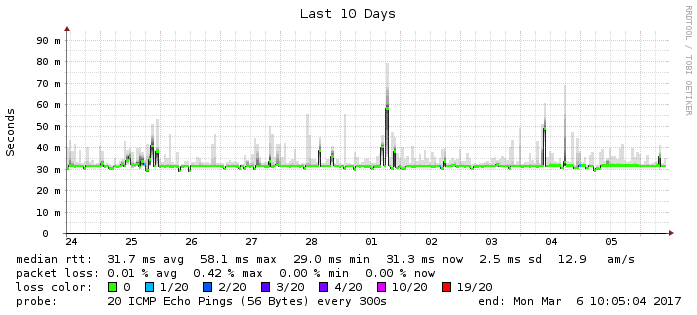 Last 10 Days
RRDTOOL / TOBI OETIKER
Seconds
90 m
80 m
70 m
60 m
50 m
40 m
30 m
20 m
10 m
0
24 25 26 27 28 01 02 03 04 05
median rtt: 31.7 ms avg 58.1 ms max 29.0 ms min 31.3 ms now 2.5 ms sd 12.9 am/s
packet loss: 0.01 % avg 0.42 % max 0.00 % min 0.00 % now
loss color: 0 1/20 2/20 3/20 4/20 10/20 19/20
probe: 20 ICMP Echo Pings (56 Bytes) every 300s end: Mon Mar 6 10:05:04 2017